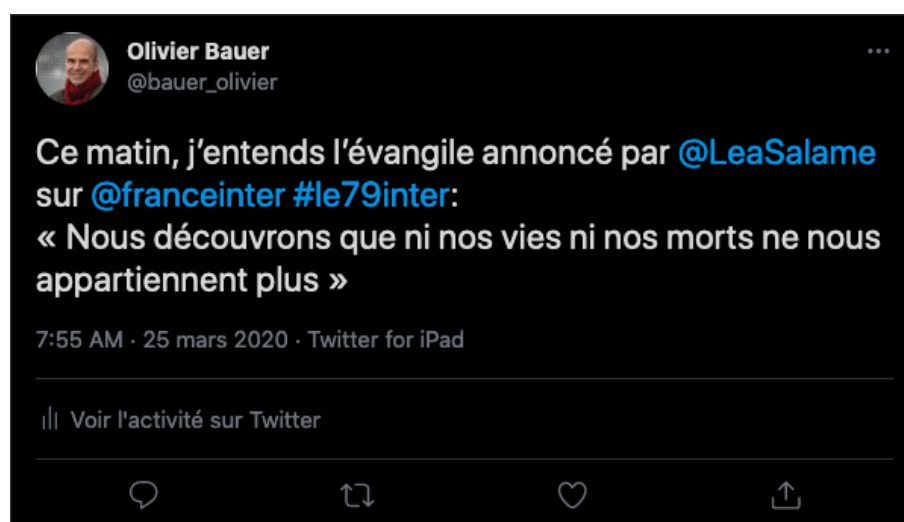 Olivier Bauer
@bauer_olivier
Ce matin, j’entends l’évangile annoncé par @LeaSalame
sur @franceinter #le79inter:
« Nous découvrons que ni nos vies ni nos morts ne nous
appartiennent plus »
7:55 AM · 25 mars 2020 · Twitter for iPad
Voir l'activité sur Twitter